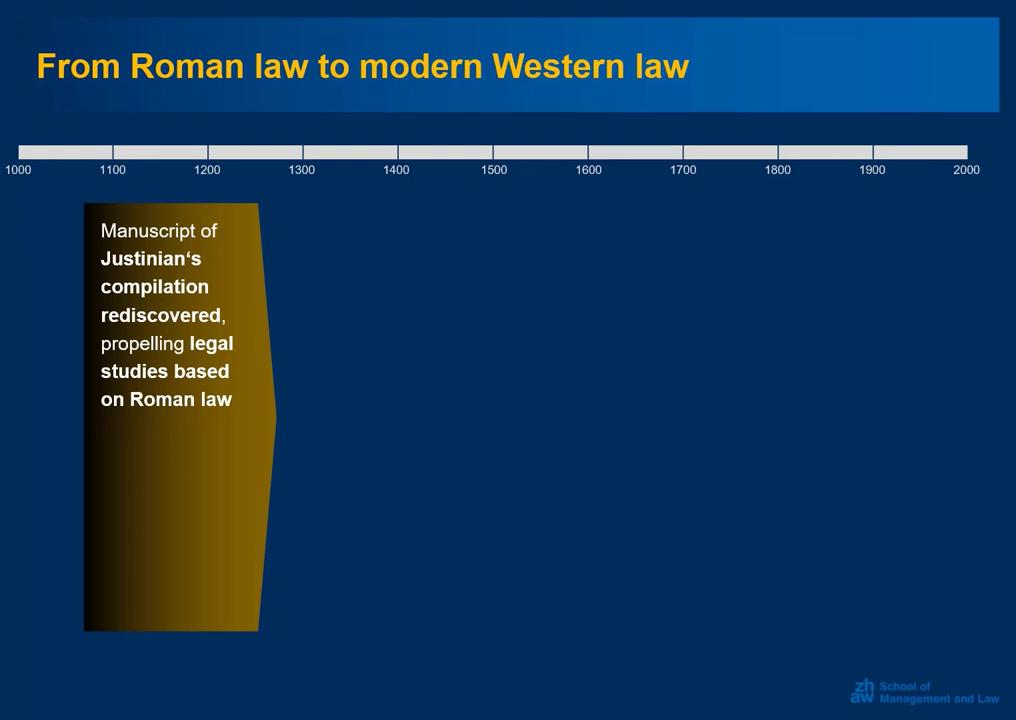 From Roman law to modern Western law
1000 1100 1200 1300 1400 1500 1600 1700 1800 1900 2000
Manuscript of
Justinian‘s
compilation
rediscovered,
propelling legal
studies based
on Roman law
zh School of
aw Management and Law